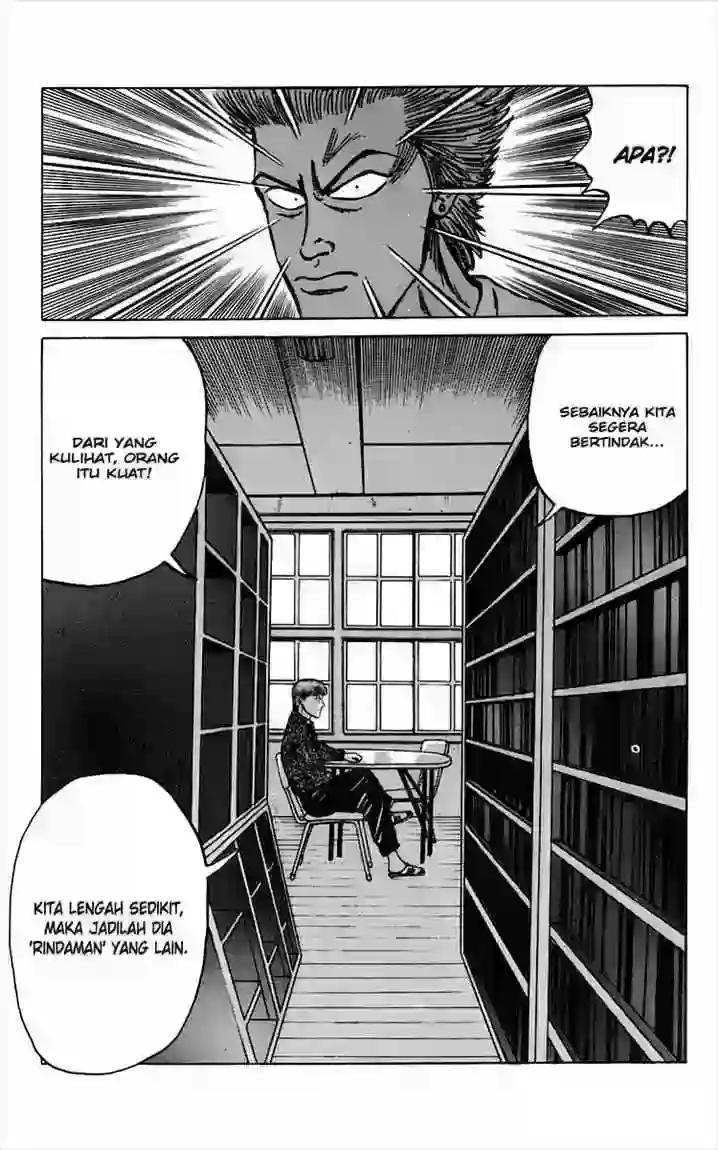 APA?!
SEBAIKNYA KITA
SEGERA
BERTINDAK...
DARI YANG
KULIHAT, ORANG
ITU KUAT!
KITA LENGAH SEDIKIT,
MAKA JADILAH DIA
'RINDAMAN' YANG LAIN.